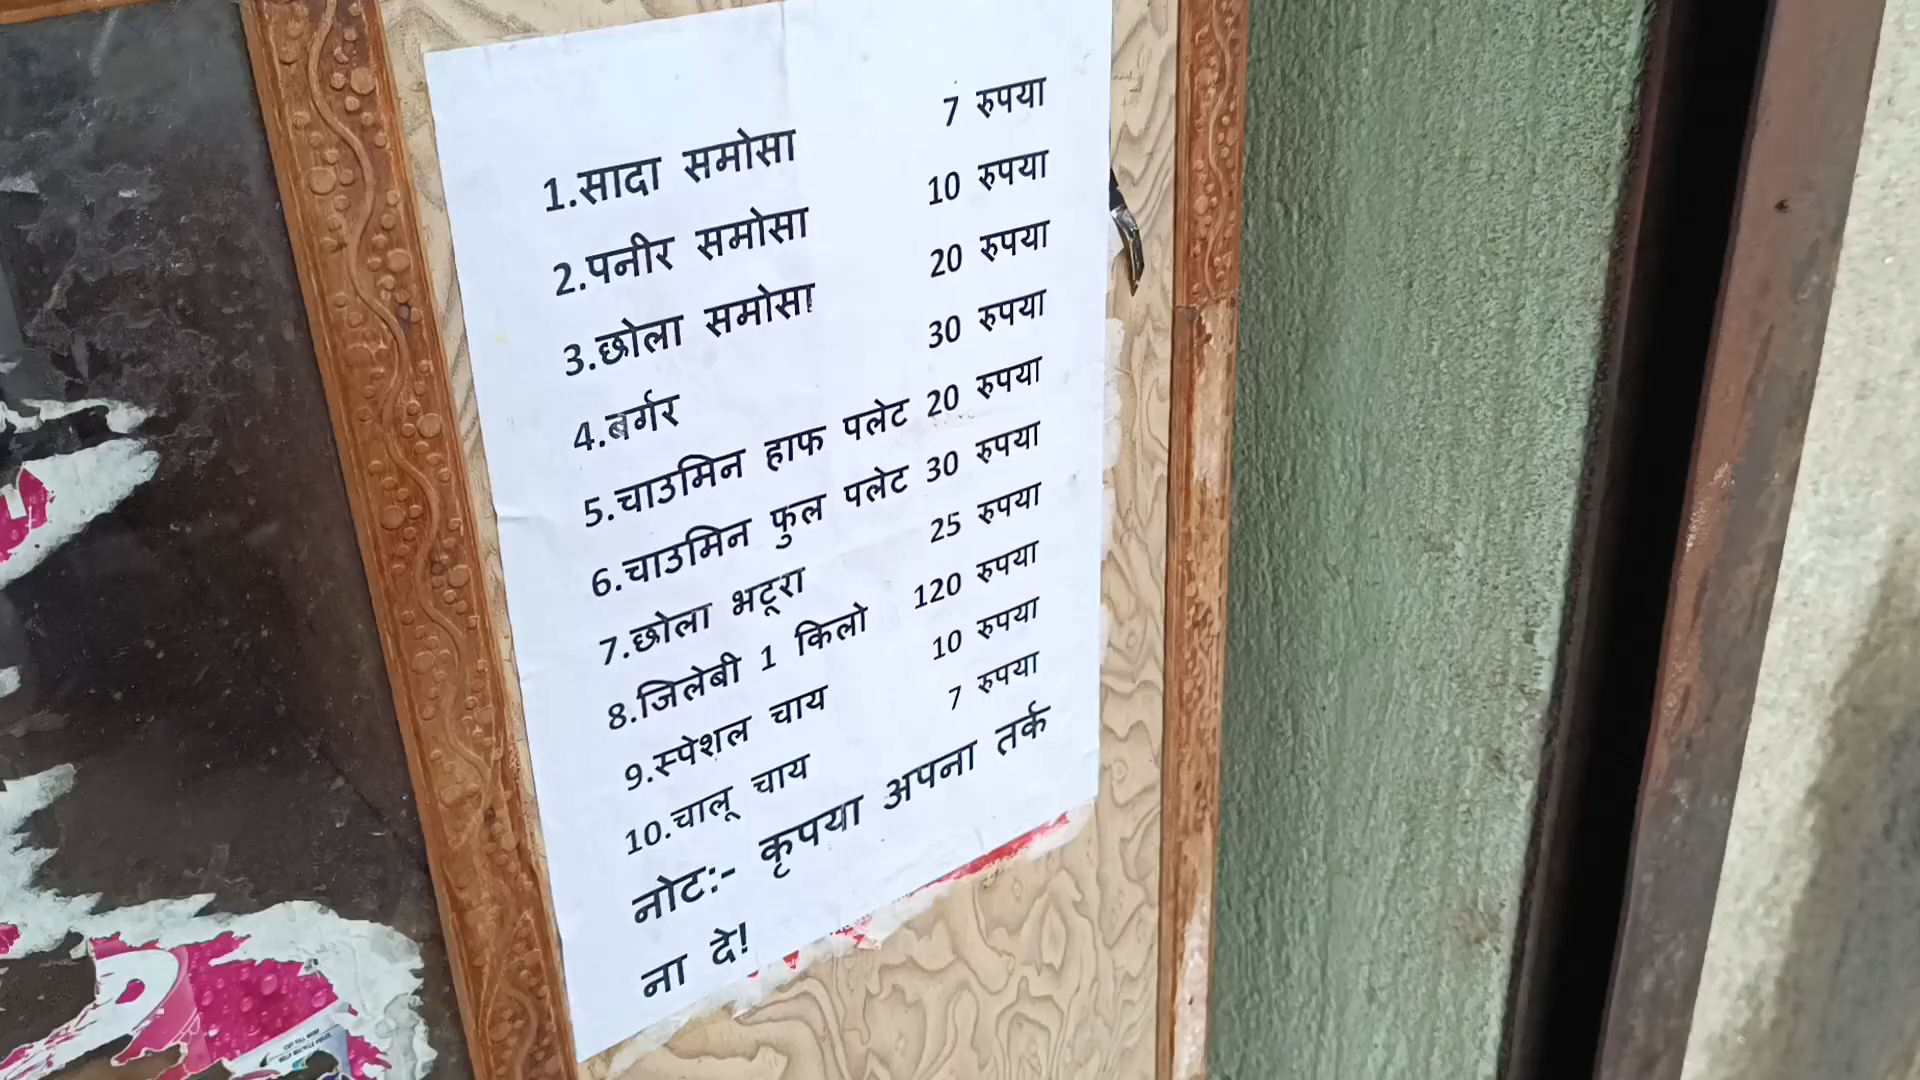 1.सादा समोसा 7 रुपया
2.पनीर समोसा 10 रुपया
3.छोला समोसा 20 रुपया
4.बर्गर 30 रुपया
5.चाउमिन हाफ पलेट 20 रुपया
6.चाउमिन फुल पलेट 30 रुपया
7.छोला भटूरा 25 रुपया
8.जिलेबी 1 किलो 120 रुपया
9.स्पेशल चाय 10 रुपया
10.चालू चाय 7 रुपया
नोटः- कृपया अपना तर्क
ना दे!